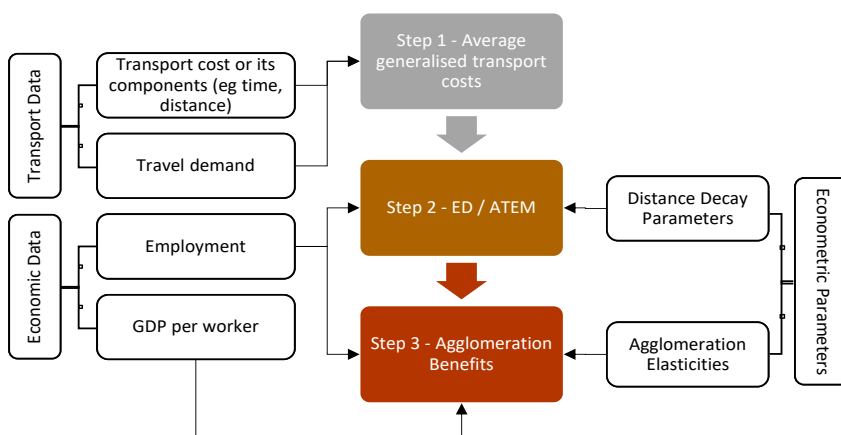 Transport Data
Transport cost or its
components (eg time,
distance)
Travel demand
Economic Data
Employment
GDP per worker
Step 1 - Average
generalised transport
costs
Step 2 - ED / ATEM
Step 3 - Agglomeration
Benefits
Distance Decay
Parameters
Agglomeration
Elasticities
Econometric Parameters